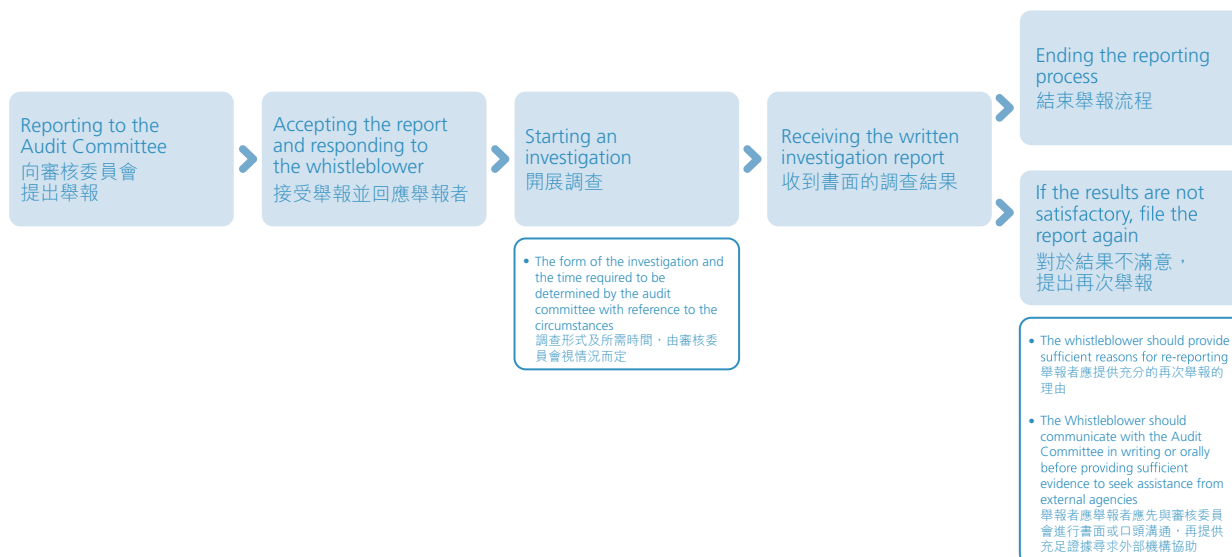 Reporting to the
Audit Committee
向審核委員會
提出舉報
Accepting the report
and responding to
the whistleblower
接受舉報並回應舉報者
Starting an
investigation
開展調查
• The form of the investigation and
the time required to be
determined by the audit
committee with reference to the
circumstances
調查形式及所需時間，由審核委
員會視情況而定
Receiving the written
investigation report
收到書面的調查結果
Ending the reporting
process
結束舉報流程
If the results are not
satisfactory, file the
report again
對於結果不滿意，
提出再次舉報
• The whistleblower should provide
sufficient reasons for re-reporting
舉報者應提供充分的再次舉報的
理由
• The Whistleblower should
communicate with the Audit
Committee in writing or orally
before providing sufficient
evidence to seek assistance from
external agencies
舉報者應舉報者應先與審核委員
會進行書面或口頭溝通，再提供
充足證據尋求外部機構協助